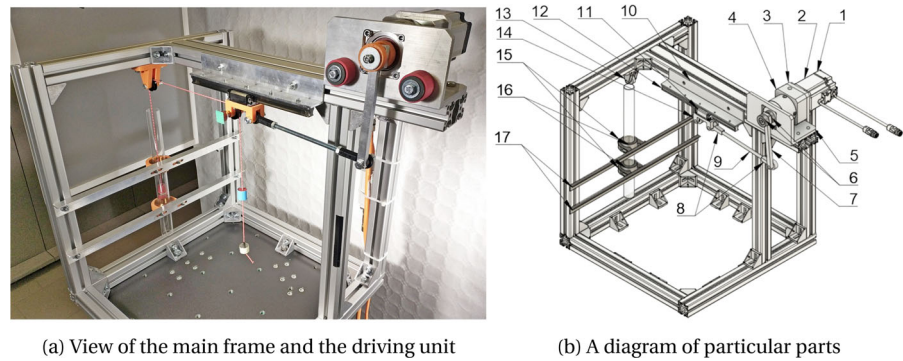 13 12 11 10
14
15
16
17
4 3 2 1
5
6
7
9
8
(a) View of the main frame and the driving unit
(b) A diagram of particular parts